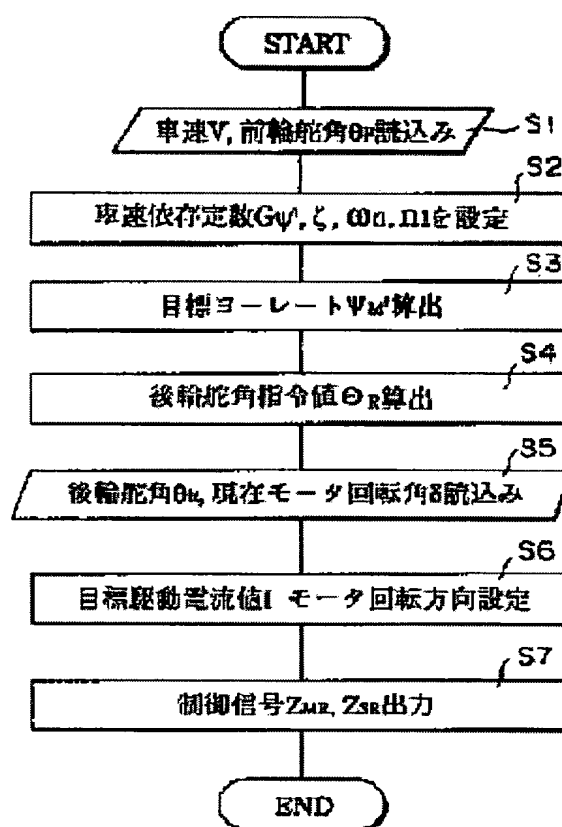 START
車速V, 前輪舵角θF読込み
S1
S2
車速依存定数Gψ', ζ, ωn, n1を設定
S3
目標ヨーレートΨM'算出
S4
後輪舵角指令値ΘR算出
S5
後輪舵角θR, 現在モータ回転角δ読込み
S6
目標駆動電流値I モータ回転方向設定
S7
制御信号ZMR, ZSR出力
END